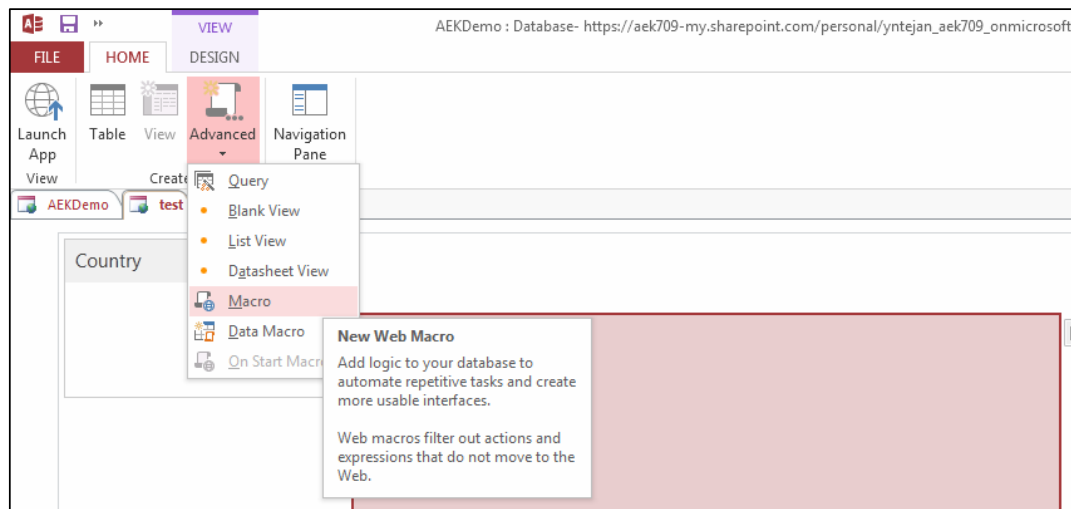 VIEW
AEKDemo : Database- https://aek709-my.sharepoint.com/personal/yntejan_aek709_onmicrosoft
FILE
HOME
DESIGN
Launch App
Table
View
Advanced
Navigation Pane
View
Create
Query
Blank View
List View
Datasheet View
Macro
Data Macro
On Start Macro
AEKDemo
test
Country
New Web Macro
Add logic to your database to
automate repetitive tasks and create
more usable interfaces.
Web macros filter out actions and
expressions that do not move to the
Web.